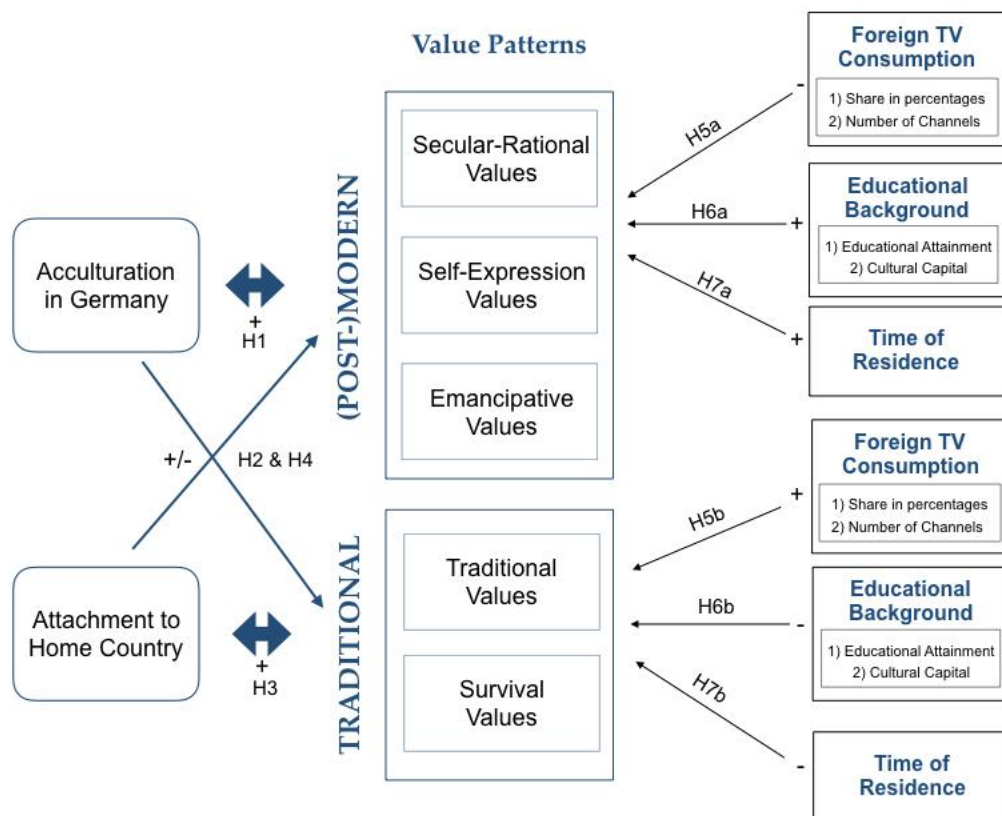 Value Patterns
Acculturation
in Germany
+
H1
+/-
H2 & H4
Attachment to
Home Country
+
H3
(POST-)MODERN
Secular-Rational
Values
Self-Expression
Values
Emancipative
Values
TRADITIONAL
Traditional
Values
Survival
Values
H5a
-
Foreign TV
Consumption
1) Share in percentages
2) Number of Channels
H6a
+
Educational
Background
1) Educational Attainment
2) Cultural Capital
H7a
+
Time of
Residence
H5b
+
Foreign TV
Consumption
1) Share in percentages
2) Number of Channels
H6b
-
Educational
Background
1) Educational Attainment
2) Cultural Capital
H7b
-
Time of
Residence